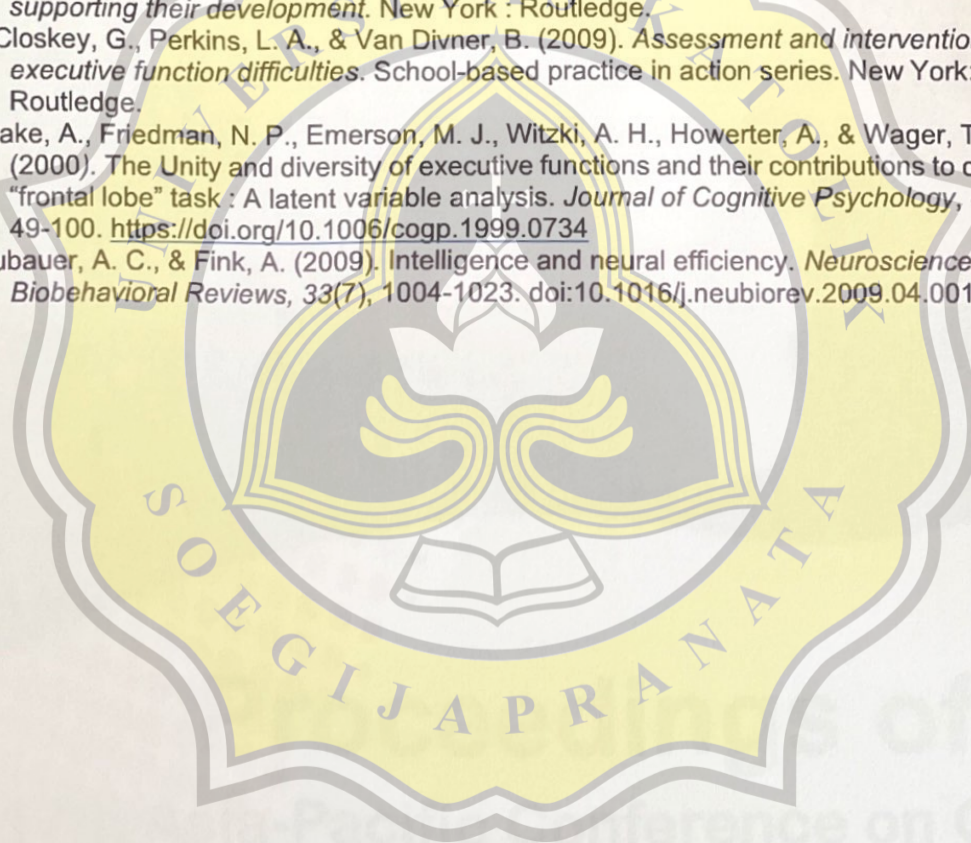 supporting their development. New York : Routledge.
Closkey, G., Perkins, L. A., & Van Divner, B. (2009). Assessment and interventio
executive function difficulties. School-based practice in action series. New York:
Routledge.
ake, A., Friedman, N. P., Emerson, M. J., Witzki, A. H., Howerter, A., & Wager, T
(2000). The Unity and diversity of executive functions and their contributions to c
"frontal lobe" task : A latent variable analysis. Journal of Cognitive Psychology,
49-100. https://doi.org/10.1006/cogp.1999.0734
ubauer, A. C., & Fink, A. (2009). Intelligence and neural efficiency. Neuroscience
Biobehavioral Reviews, 33(7), 1004-1023. doi:10.1016/j.neubiorev.2009.04.001
UNIVERSITAS KATOLIK
SOEGIJAPRANATA
Proceedings of
Asia-Pacific Conference on